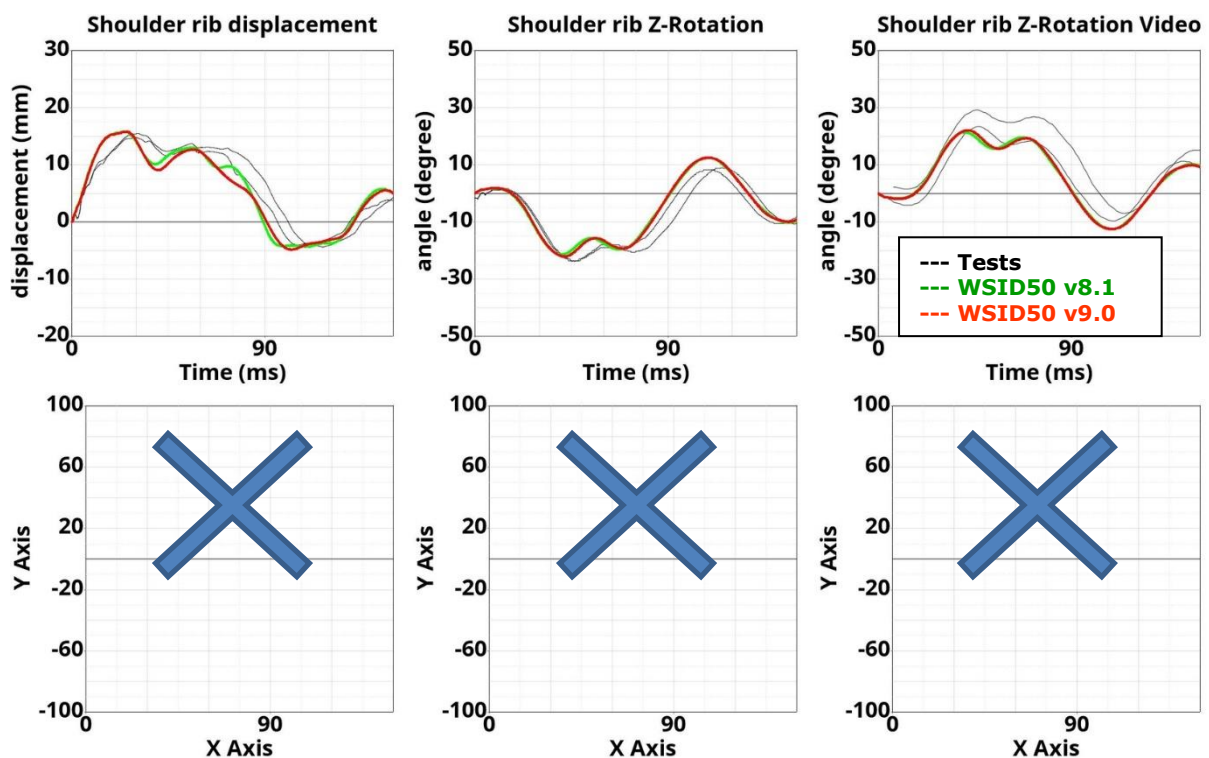 Shoulder rib displacement
30
20
10
0
-10
-20
displacement (mm)
0
90
Time (ms)
Shoulder rib Z-Rotation
50
30
10
-10
-30
-50
angle (degree)
0
90
Time (ms)
Shoulder rib Z-Rotation Video
50
30
10
-10
-30
-50
angle (degree)
0
90
Time (ms)
--- Tests
--- WSID50 v8.1
--- WSID50 v9.0
100
60
20
-20
-60
-100
Y Axis
0
90
X Axis
100
60
20
-20
-60
-100
Y Axis
0
90
X Axis
100
60
20
-20
-60
-100
Y Axis
0
90
X Axis